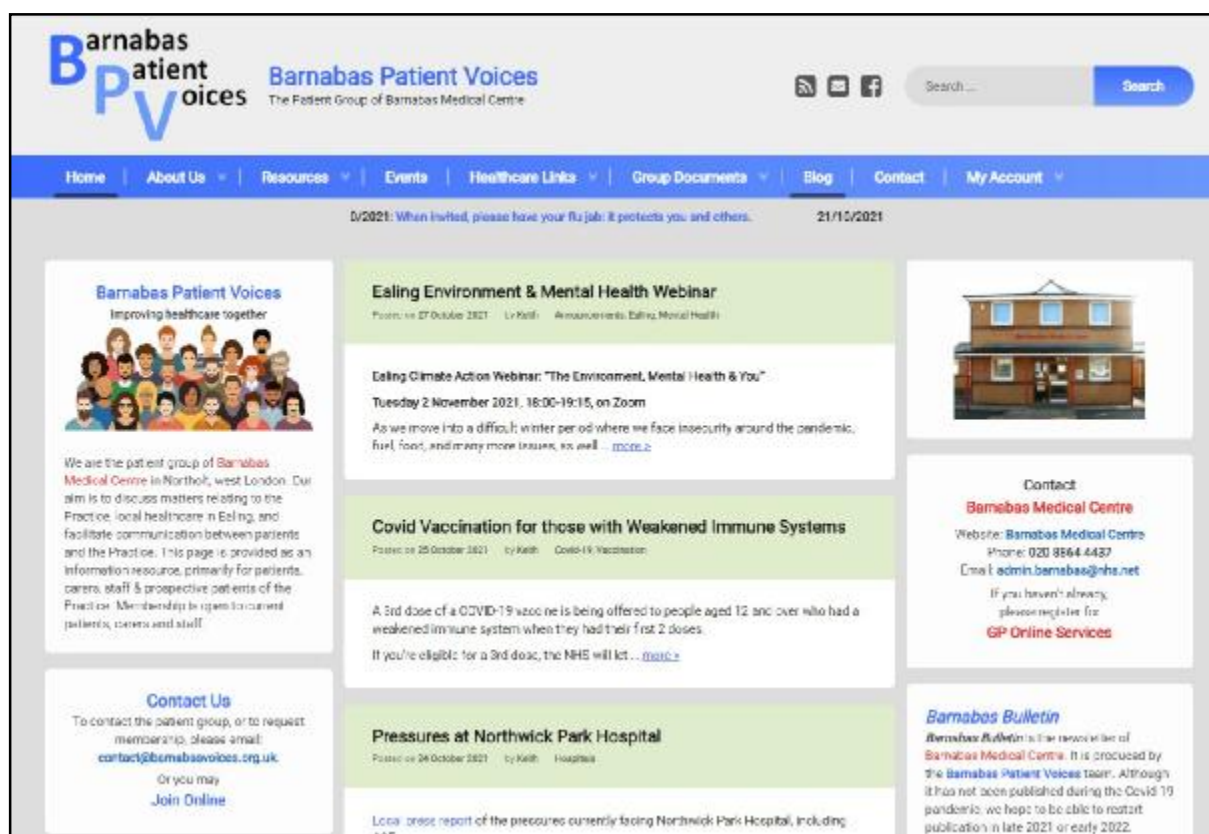 Barnabas
Patient
Voices
Barnabas Patient Voices
The Patient Group of Barnabas Medical Centre
Search ...
Search
Home
About Us
Resources
Events
Healthcare Links
Group Documents
Blog
Contact
My Account
0/2021: When invited, please have your flu jab: it protects you and others.
21/10/2021
Barnabas Patient Voices
Improving healthcare together
We are the patient group of Barnabas
Medical Centre in Northolt, west London. Our
aim is to discuss matters relating to the
Practice, local healthcare in Ealing, and
facilitate communication between patients
and the Practice. This page is provided as an
information resource, primarily for patients,
carers, staff & prospective patients of the
Practice. Membership is open to current
patients, carers and staff
Contact Us
To contact the patient group, or to request
membership, please email:
contact@barnabasvoices.org.uk.
Or you may
Join Online
Ealing Environment & Mental Health Webinar
Posted on 27 October 2021 by Keith Announcements, Ealing, Mental Health
Ealing Climate Action Webinar: "The Environment, Mental Health & You"
Tuesday 2 November 2021, 18:00-19:15, on Zoom
As we move into a difficult winter period where we face insecurity around the pandemic,
fuel, food, and many more issues, as well ... more >
Covid Vaccination for those with Weakened Immune Systems
Posted on 25 October 2021 by Keith Covid-19, Vaccination
A 3rd dose of a COVID-19 vaccine is being offered to people aged 12 and over who had a
weakened immune system when they had their first 2 doses.
If you're eligible for a 3rd dose, the NHS will let ... more >
Pressures at Northwick Park Hospital
Posted on 24 October 2021 by Keith Hospitals
Local press report of the pressures currently facing Northwick Park Hospital, including
Contact
Barnabas Medical Centre
Website: Barnabas Medical Centre
Phone: 020 8864 4437
Email: admin.barnabas@nhs.net
If you haven't already,
please register for
GP Online Services
Barnabas Bulletin
Barnabas Bulletin is the newsletter of
Barnabas Medical Centre. It is produced by
the Barnabas Patient Voices team. Although
it has not been published during the Covid-19
pandemic, we hope to be able to restart
publication in late 2021 or early 2022.